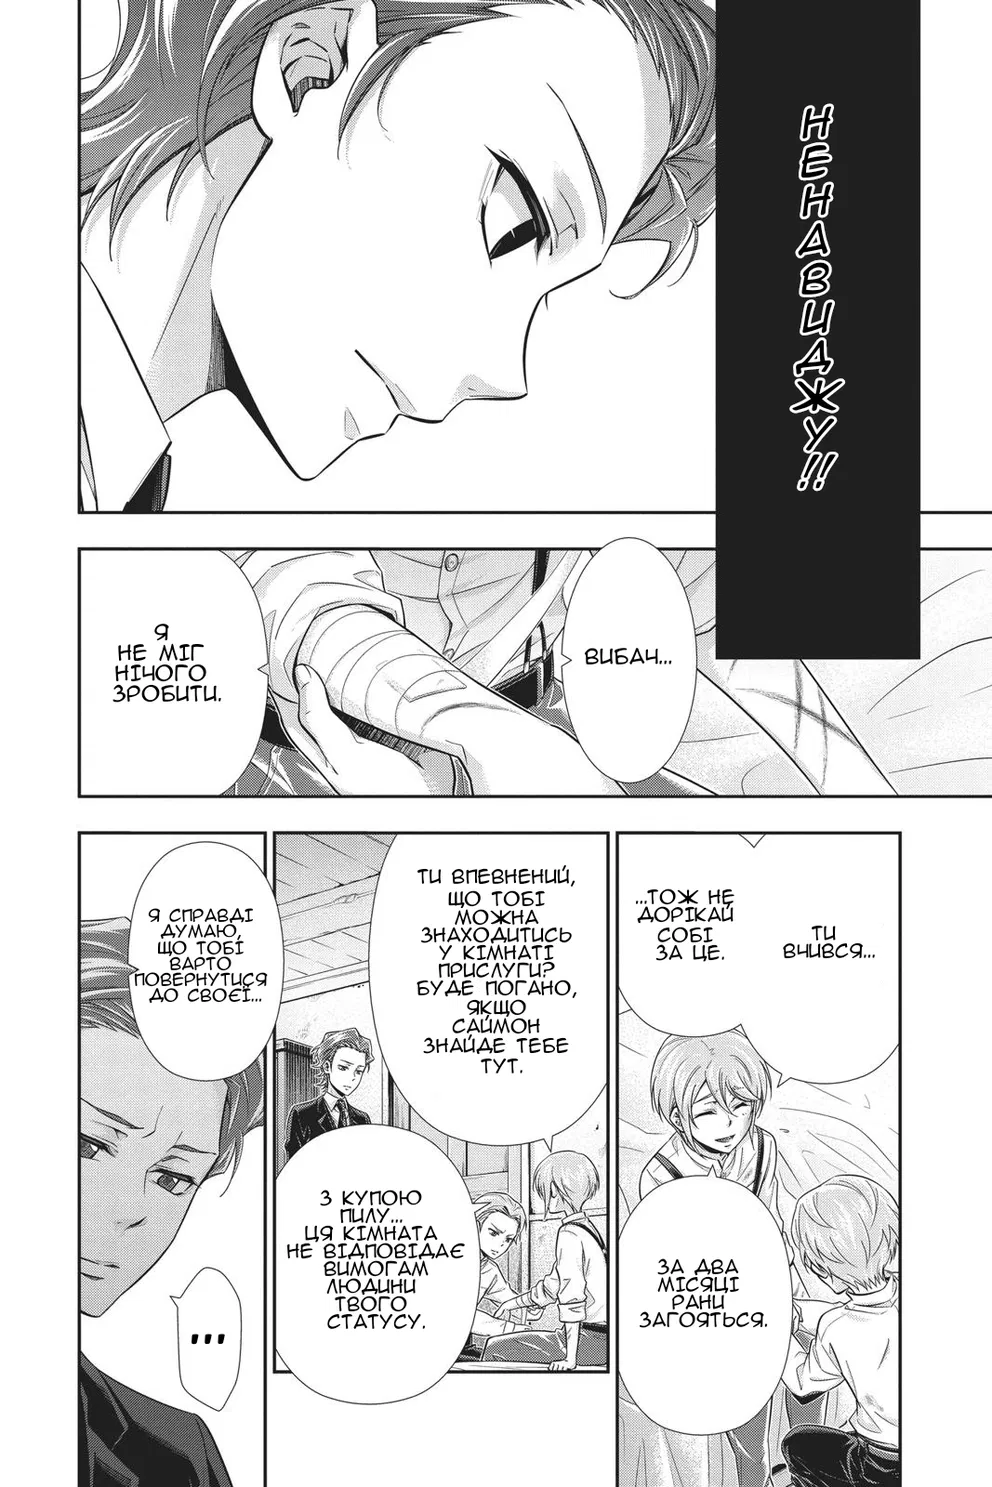 НЕНАВИДЖУ!!
ВИБАЧ...
Я
НЕ МІГ
НІЧОГО
ЗРОБИТИ.
ТИ
ВЧИВСЯ...
...ТОЖ НЕ
ДОРІКАЙ
СОБІ
ЗА ЦЕ.
ЗА ДВА
МІСЯЦІ
РАНИ
ЗАГОЯТЬСЯ.
ТИ ВПЕВНЕНИЙ,
ЩО ТОБІ
МОЖНА
ЗНАХОДИТИСЬ
У КІМНАТІ
ПРИСЛУГИ?
БУДЕ ПОГАНО,
ЯКЩО
САЙМОН
ЗНАЙДЕ ТЕБЕ
ТУТ.
З КУПОЮ
ПИЛУ...
ЦЯ КІМНАТА
НЕ ВІДПОВІДАЄ
ВИМОГАМ
ЛЮДИНИ
ТВОГО
СТАТУСУ.
Я СПРАВДІ
ДУМАЮ,
ЩО ТОБІ
ВАРТО
ПОВЕРНУТИСЯ
ДО СВОЄЇ...
...